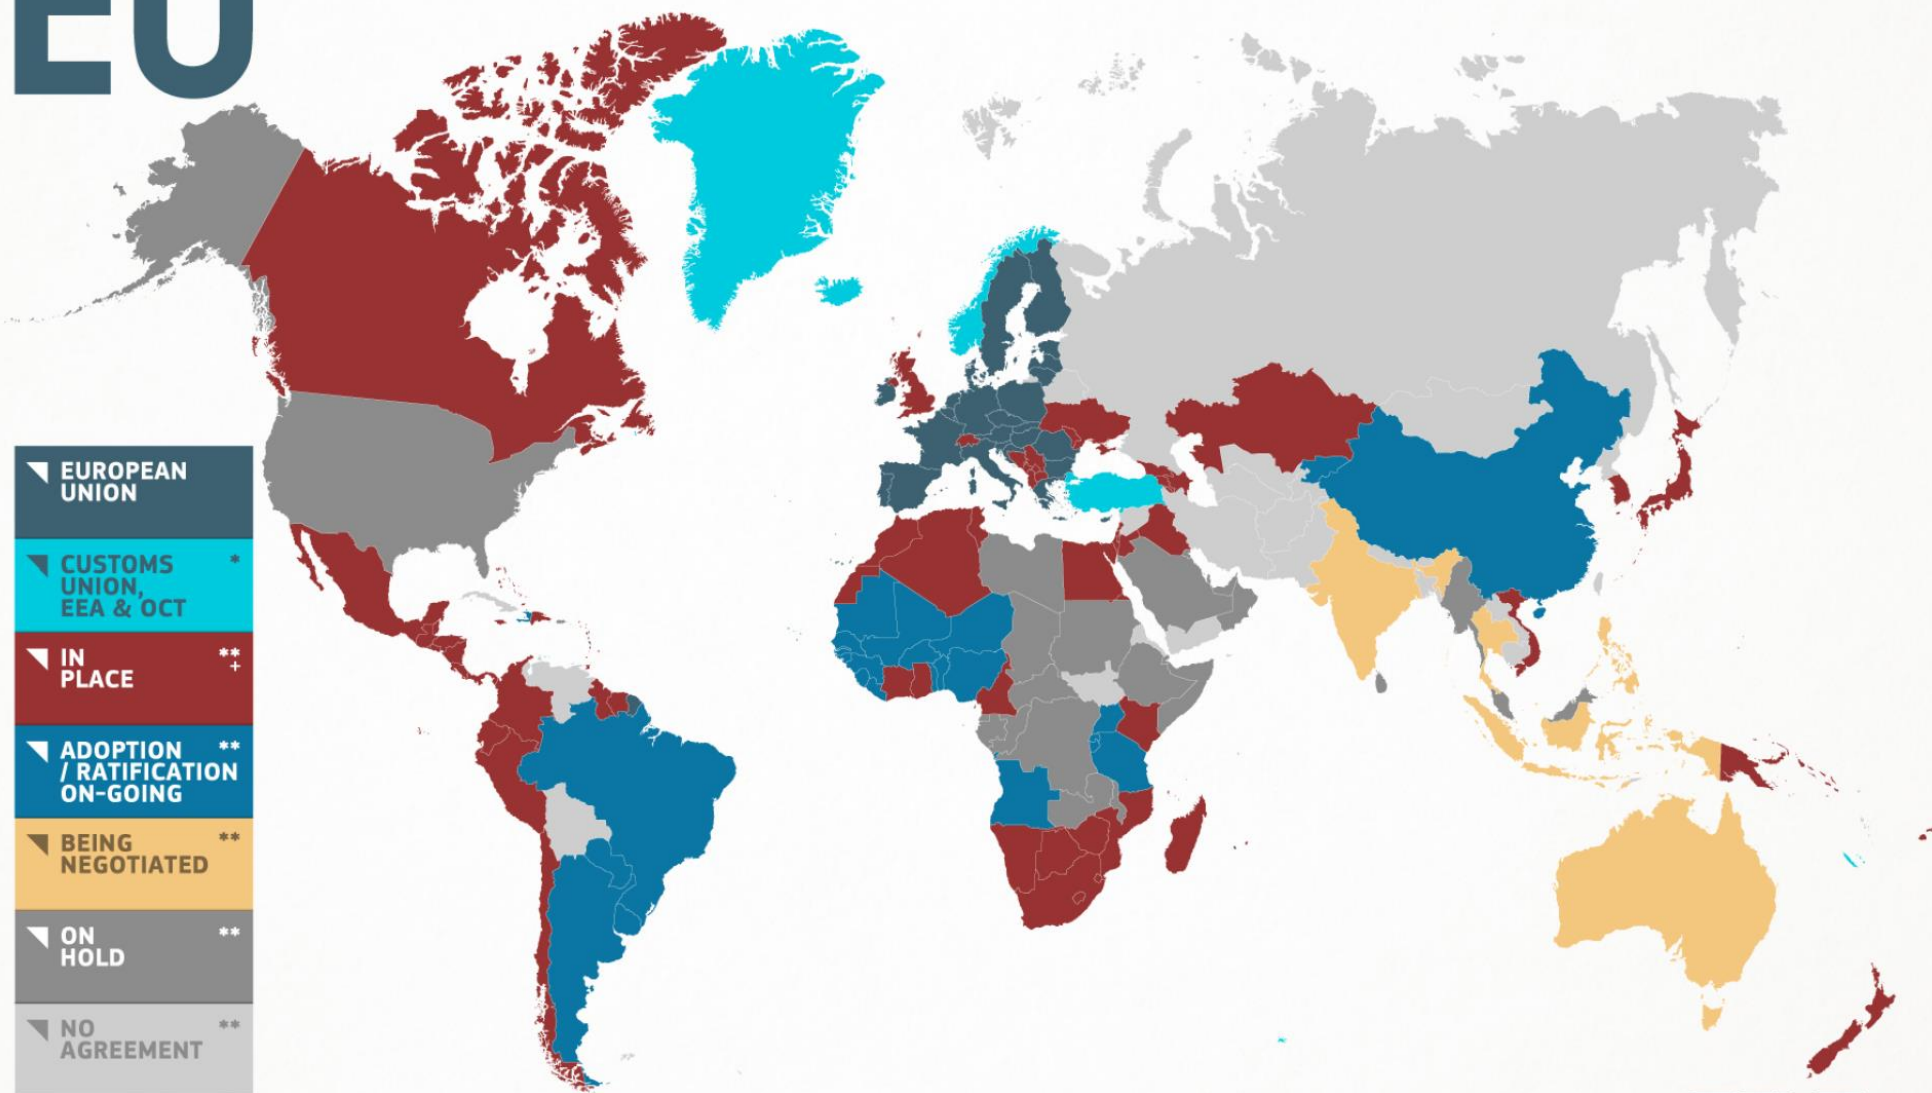 EU
EUROPEAN
UNION
CUSTOMS *
UNION,
EEA & OCT
IN **
PLACE +
ADOPTION **
/ RATIFICATION
ON-GOING
BEING **
NEGOTIATED
ON **
HOLD
NO **
AGREEMENT